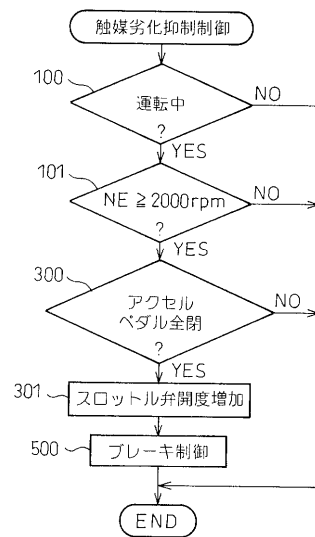 触媒劣化抑制制御
100
運転中
?
NO
YES
101
NE≧2000rpm
?
NO
YES
300
アクセル
ペダル全閉
?
NO
YES
301
スロットル弁開度増加
500
ブレーキ制御
END